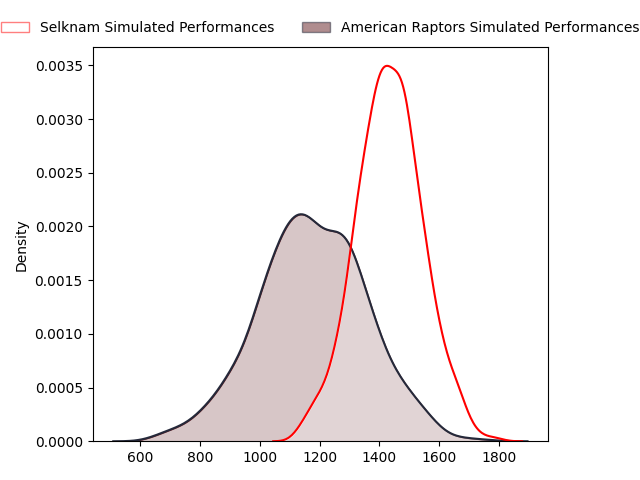 Selknam Simulated Performances American Raptors Simulated Performances
0.0035
0.0030
0.0025
0.0020
0.0015
0.0010
0.0005
0.0000
Density
600 800 1000 1200 1400 1600 1800